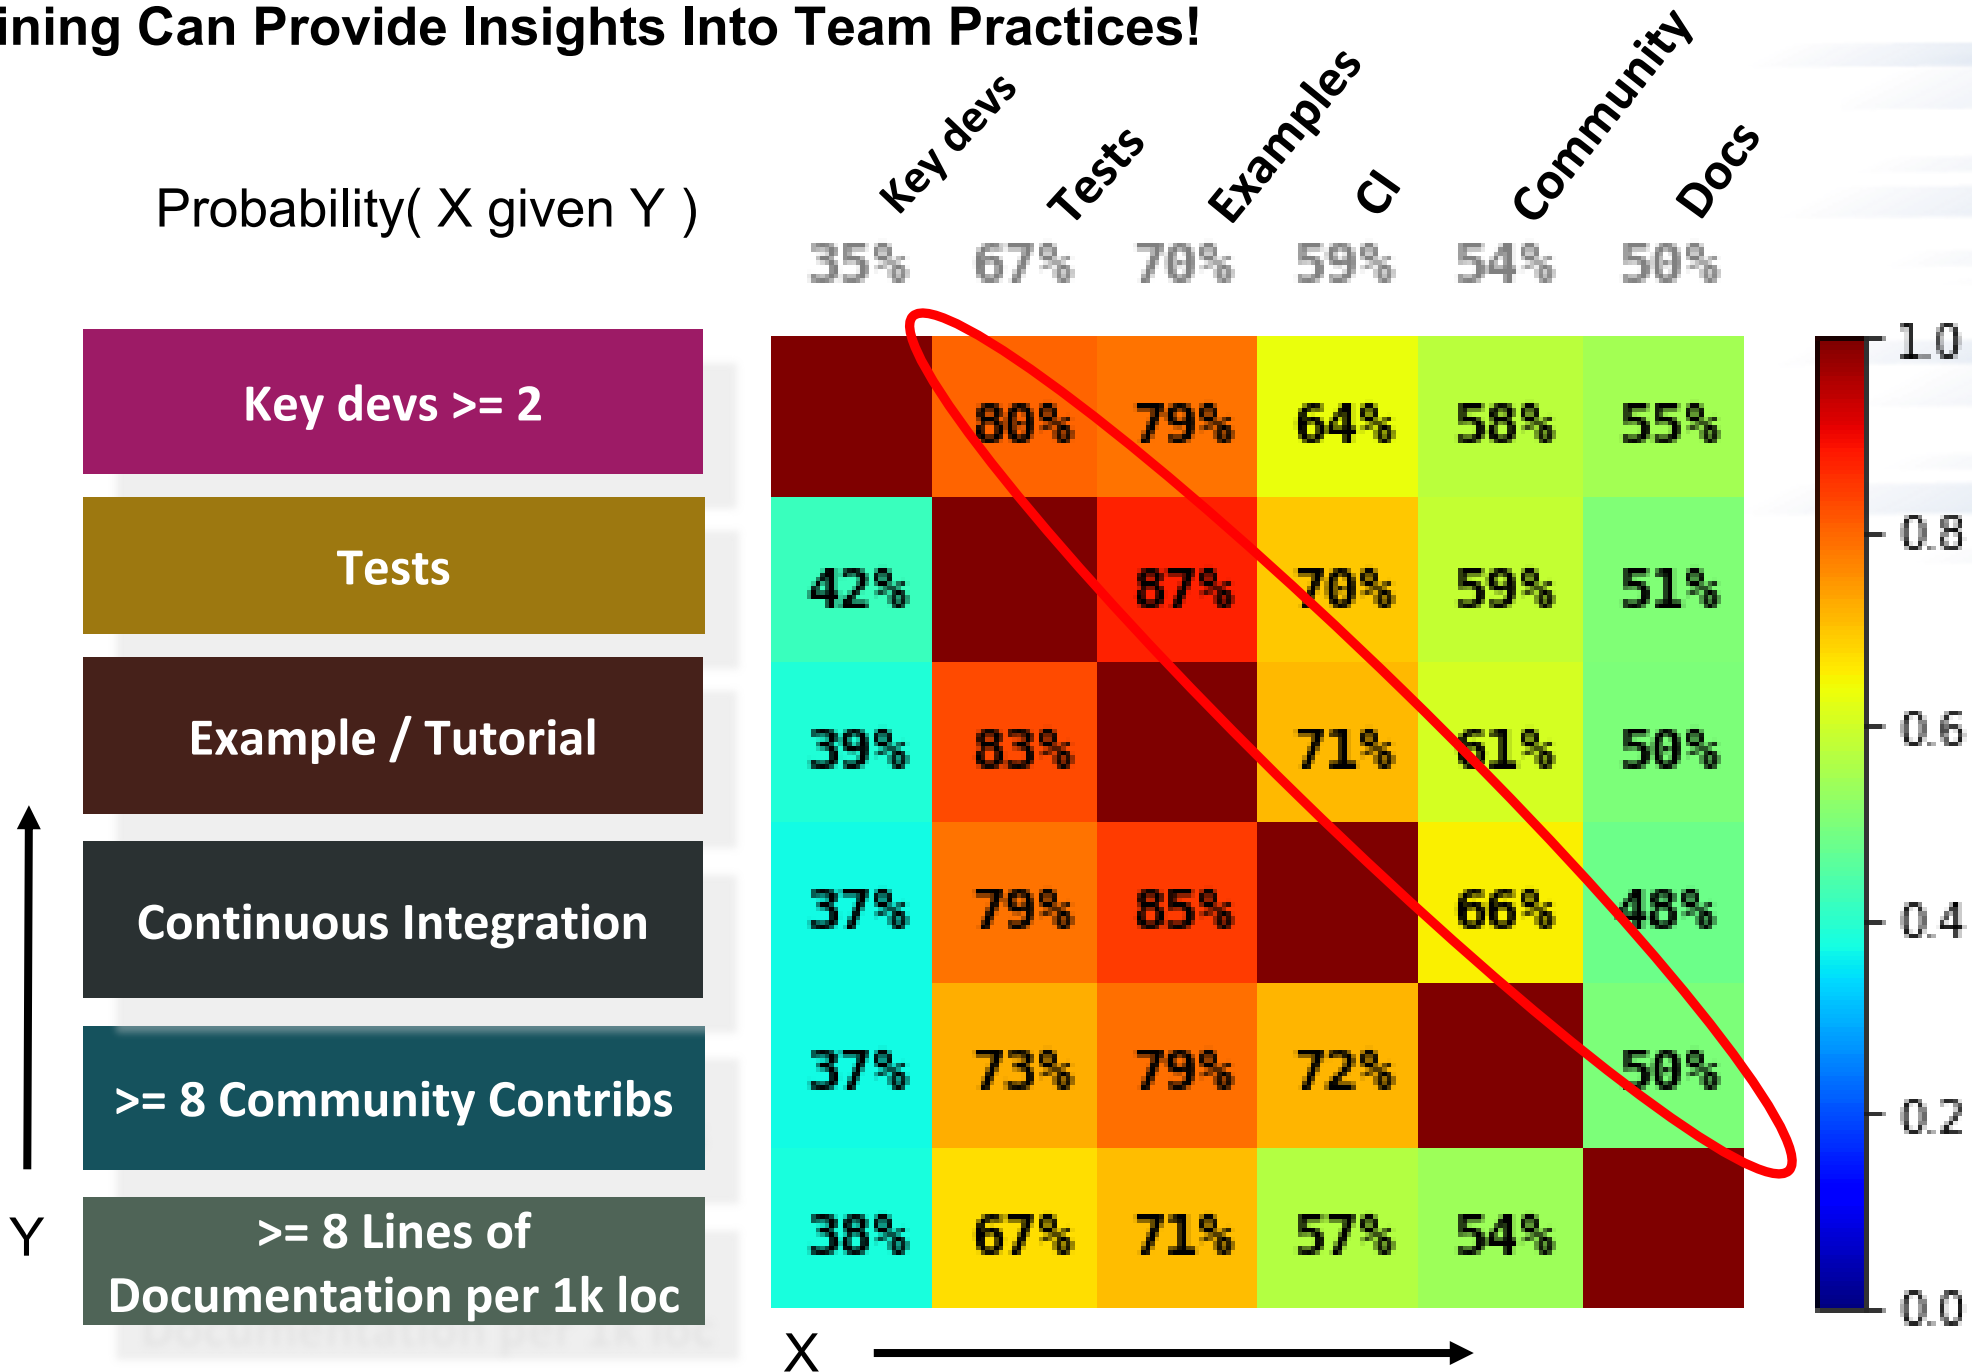 ining Can Provide Insights Into Team Practices!
Probability( X given Y )
Key devs
Tests
Examples
CI
Community
Docs
35% 67% 70% 59% 54% 50%
Key devs >= 2
80% 79% 64% 58% 55%
Tests
42% 87% 70% 59% 51%
Example / Tutorial
39% 83% 71% 61% 50%
Continuous Integration
37% 79% 85% 66% 48%
>= 8 Community Contribs
37% 73% 79% 72% 50%
>= 8 Lines of
Documentation per 1k loc
38% 67% 71% 57% 54%
1.0
0.8
0.6
0.4
0.2
0.0
Y
X